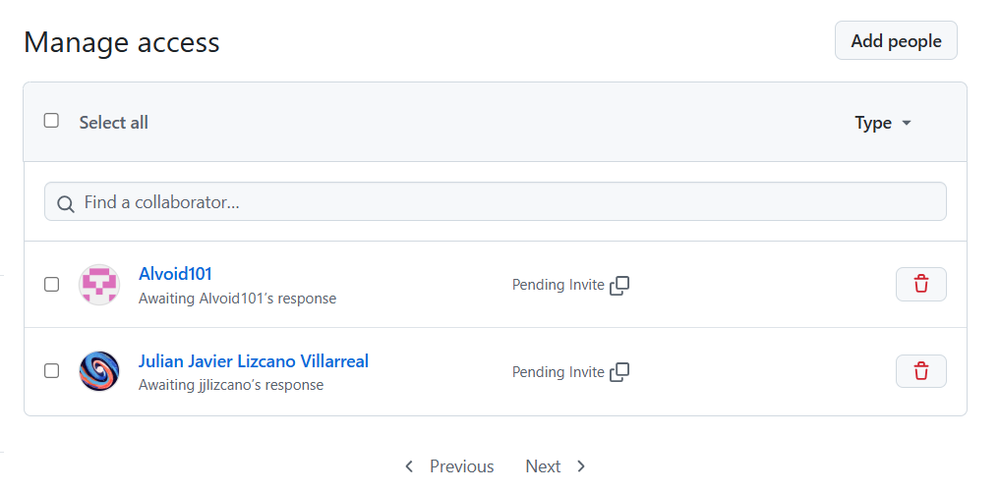 Manage access
Add people
Select all
Type
Find a collaborator...
Alvoid101
Awaiting Alvoid101's response
Pending Invite
Julian Javier Lizcano Villarreal
Awaiting jjlizcano's response
Pending Invite
Previous
Next